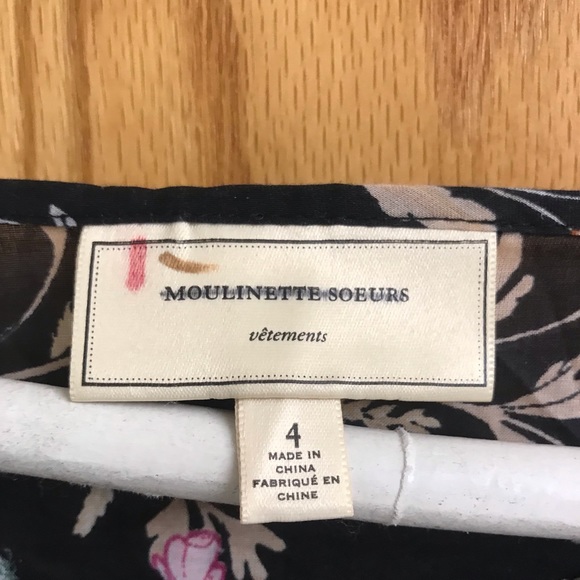 MOULINETTE SOEURS
vêtements
4
MADE IN
CHINA
FABRIQUÉ EN
CHINE